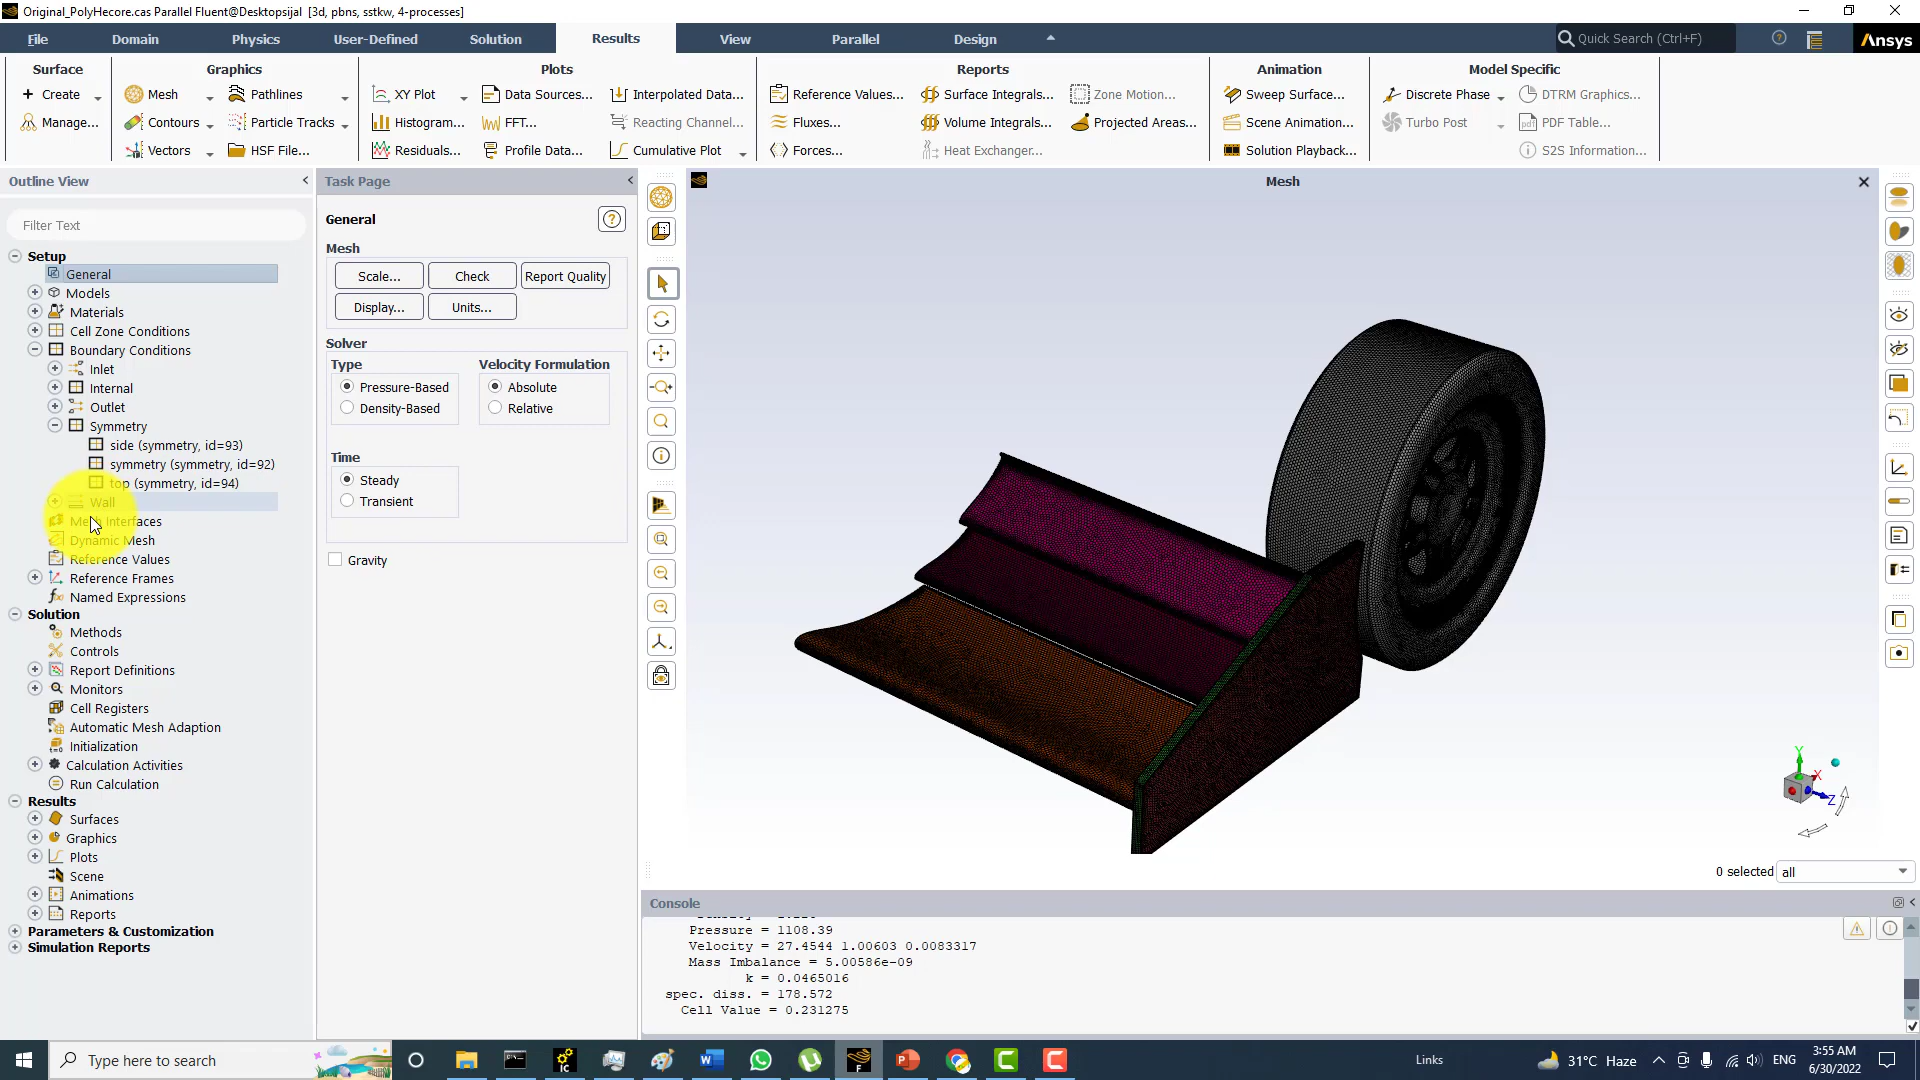 Original_PolyHecore.cas Parallel Fluent@Desktopsijal [3d, pbns, sstkw, 4-processes]
File Domain Physics User-Defined Solution Results View Parallel Design Quick Search (Ctrl+F) Ansys
Surface Graphics Plots Reports Animation Model Specific
Create Mesh Pathlines XY Plot Data Sources... Interpolated Data... Reference Values... Surface Integrals... Zone Motion... Sweep Surface... Discrete Phase DTRM Graphics...
Manage... Contours Particle Tracks Histogram... FFT... Reacting Channel... Fluxes... Volume Integrals... Projected Areas... Scene Animation... Turbo Post PDF Table...
Vectors HSF File... Residuals... Profile Data... Cumulative Plot Forces... Heat Exchanger... Solution Playback... S2S Information...
Outline View
Filter Text
Setup
General
Models
Materials
Cell Zone Conditions
Boundary Conditions
Inlet
Internal
Outlet
Symmetry
side (symmetry, id=93)
symmetry (symmetry, id=92)
top (symmetry, id=94)
Wall
Mesh Interfaces
Dynamic Mesh
Reference Values
Reference Frames
Named Expressions
Solution
Methods
Controls
Report Definitions
Monitors
Cell Registers
Automatic Mesh Adaption
Initialization
Calculation Activities
Run Calculation
Results
Surfaces
Graphics
Plots
Scene
Animations
Reports
Parameters & Customization
Simulation Reports
Task Page
General
Mesh
Scale... Check Report Quality
Display... Units...
Solver
Type Velocity Formulation
Pressure-Based Absolute
Density-Based Relative
Time
Steady
Transient
Gravity
Mesh
Y
X
Z
0 selected all
Console
Pressure = 1108.39
Velocity = 27.4544 1.00603 0.0083317
Mass Imbalance = 5.00586e-09
k = 0.0465016
spec. diss. = 178.572
Cell Value = 0.231275
Type here to search
Links
31°C Haze
ENG
3:55 AM
6/30/2022